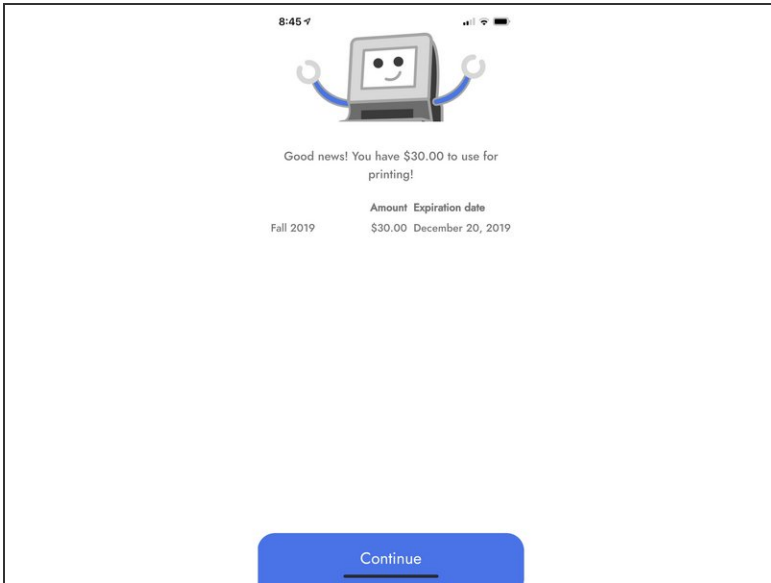 8:45
Good news! You have $30.00 to use for
printing!
Amount Expiration date
Fall 2019 $30.00 December 20, 2019
Continue